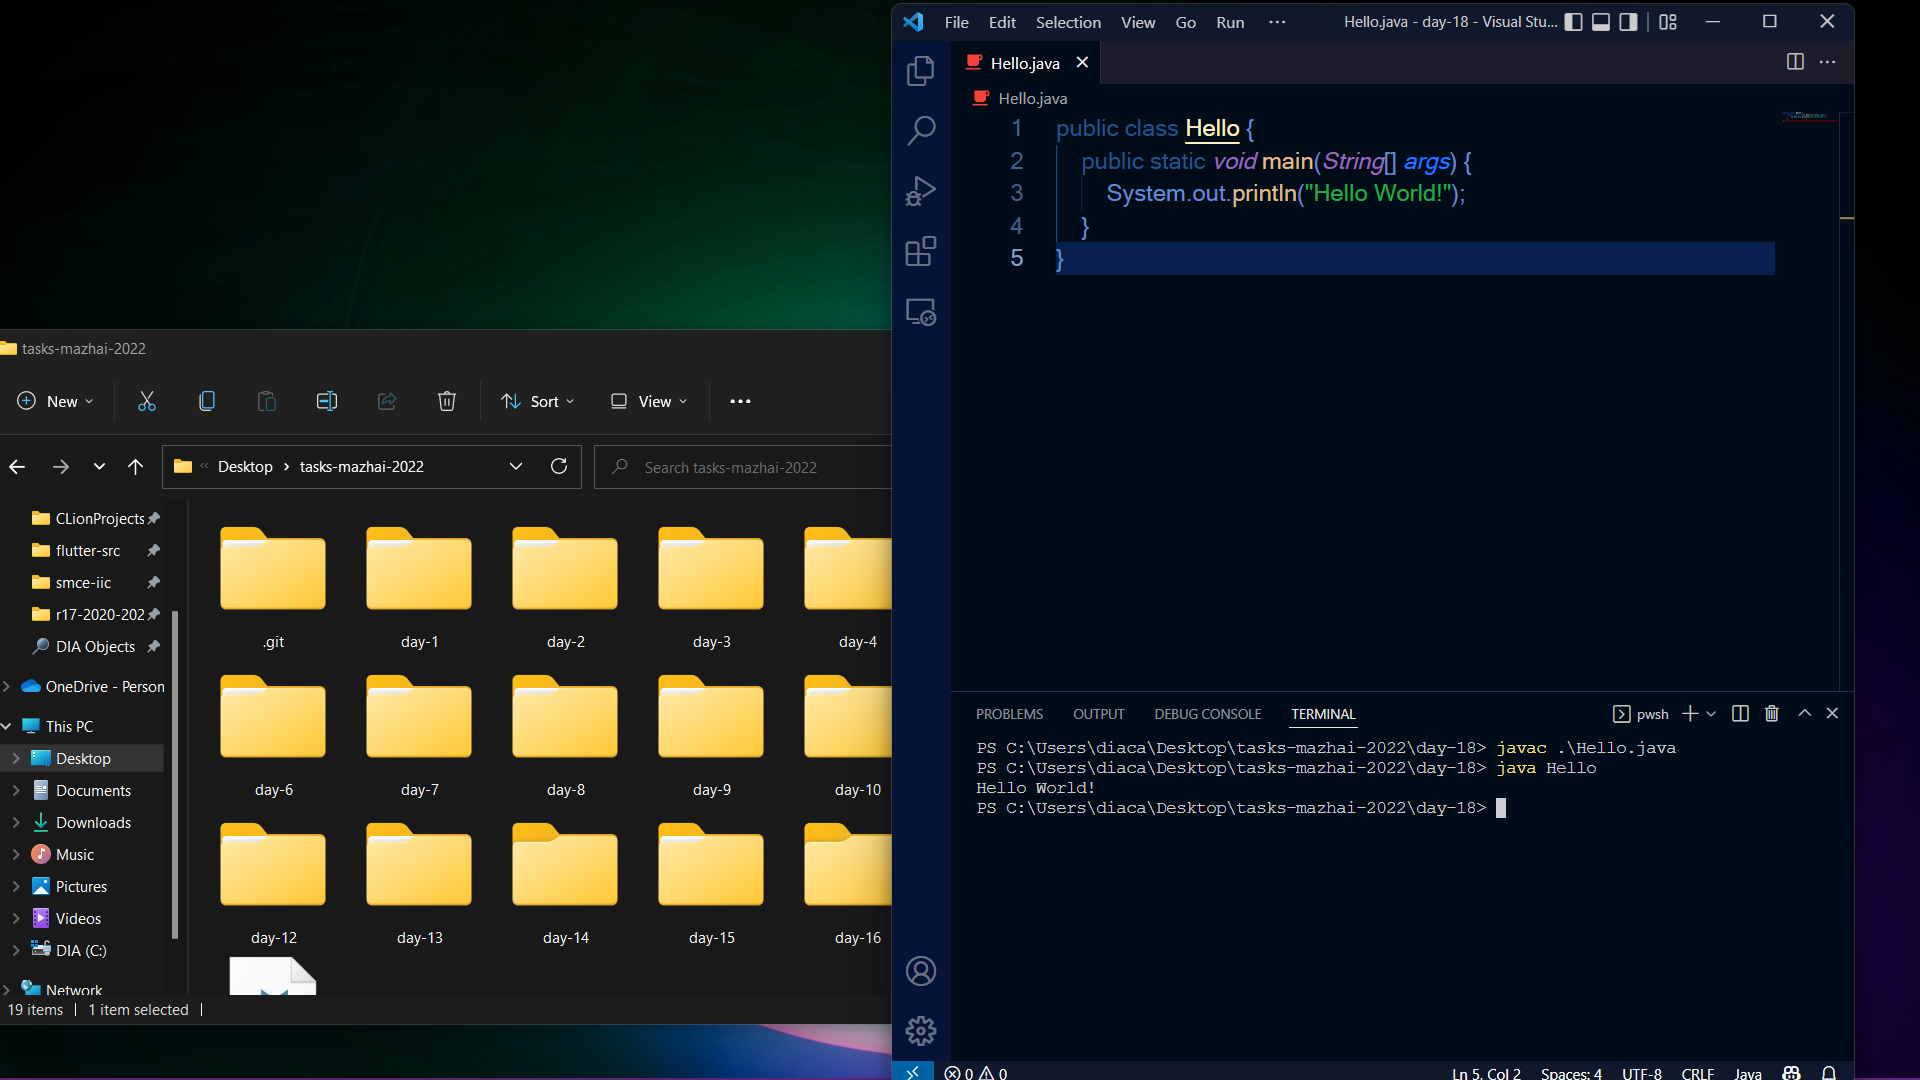 File Edit Selection View Go Run ··· Hello.java - day-18 - Visual Stu...
Hello.java
Hello.java
1 public class Hello {
2 public static void main(String[] args) {
3 System.out.println("Hello World!");
4 }
5 }
PROBLEMS OUTPUT DEBUG CONSOLE TERMINAL pwsh
PS C:\Users\diaca\Desktop\tasks-mazhai-2022\day-18> javac .\Hello.java
PS C:\Users\diaca\Desktop\tasks-mazhai-2022\day-18> java Hello
Hello World!
PS C:\Users\diaca\Desktop\tasks-mazhai-2022\day-18>
0 0 Ln 5, Col 2 Spaces: 4 UTF-8 CRLF Java
tasks-mazhai-2022
New Sort View
« Desktop › tasks-mazhai-2022 Search tasks-mazhai-2022
CLionProjects
flutter-src
smce-iic
r17-2020-202
DIA Objects
OneDrive - Person
This PC
Desktop
Documents
Downloads
Music
Pictures
Videos
DIA (C:)
Network
.git day-1 day-2 day-3 day-4
day-6 day-7 day-8 day-9 day-10
day-12 day-13 day-14 day-15 day-16
19 items | 1 item selected |